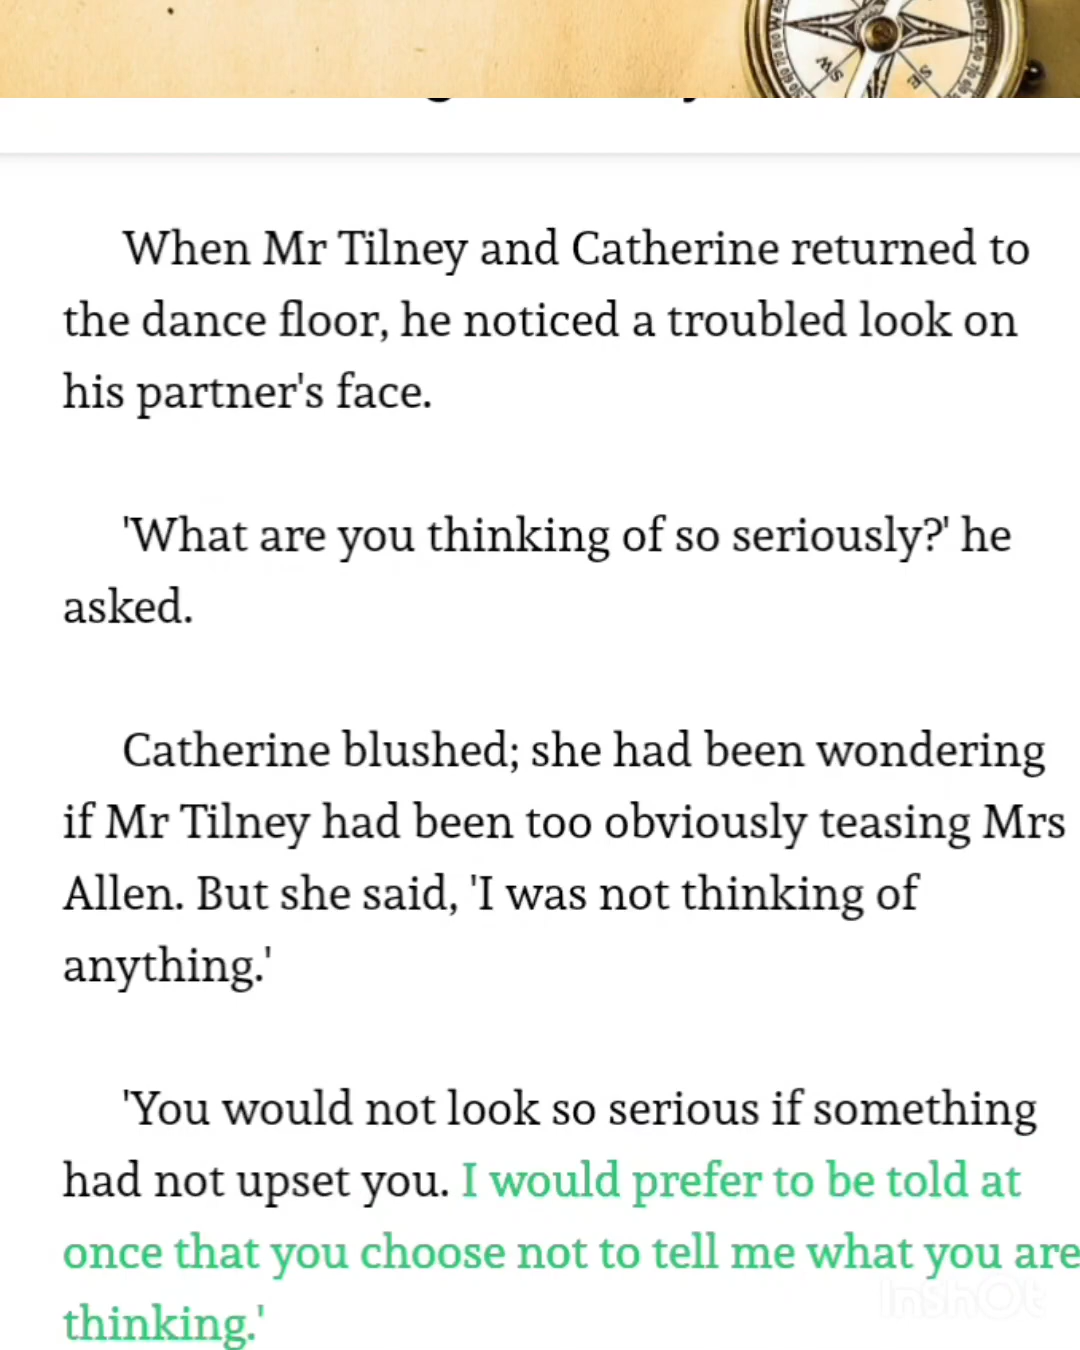 W
SW
SE
When Mr Tilney and Catherine returned to
the dance floor, he noticed a troubled look on
his partner's face.
'What are you thinking of so seriously?' he
asked.
Catherine blushed; she had been wondering
if Mr Tilney had been too obviously teasing Mrs
Allen. But she said, 'I was not thinking of
anything.'
'You would not look so serious if something
had not upset you. I would prefer to be told at
once that you choose not to tell me what you are
thinking.'
InshOt